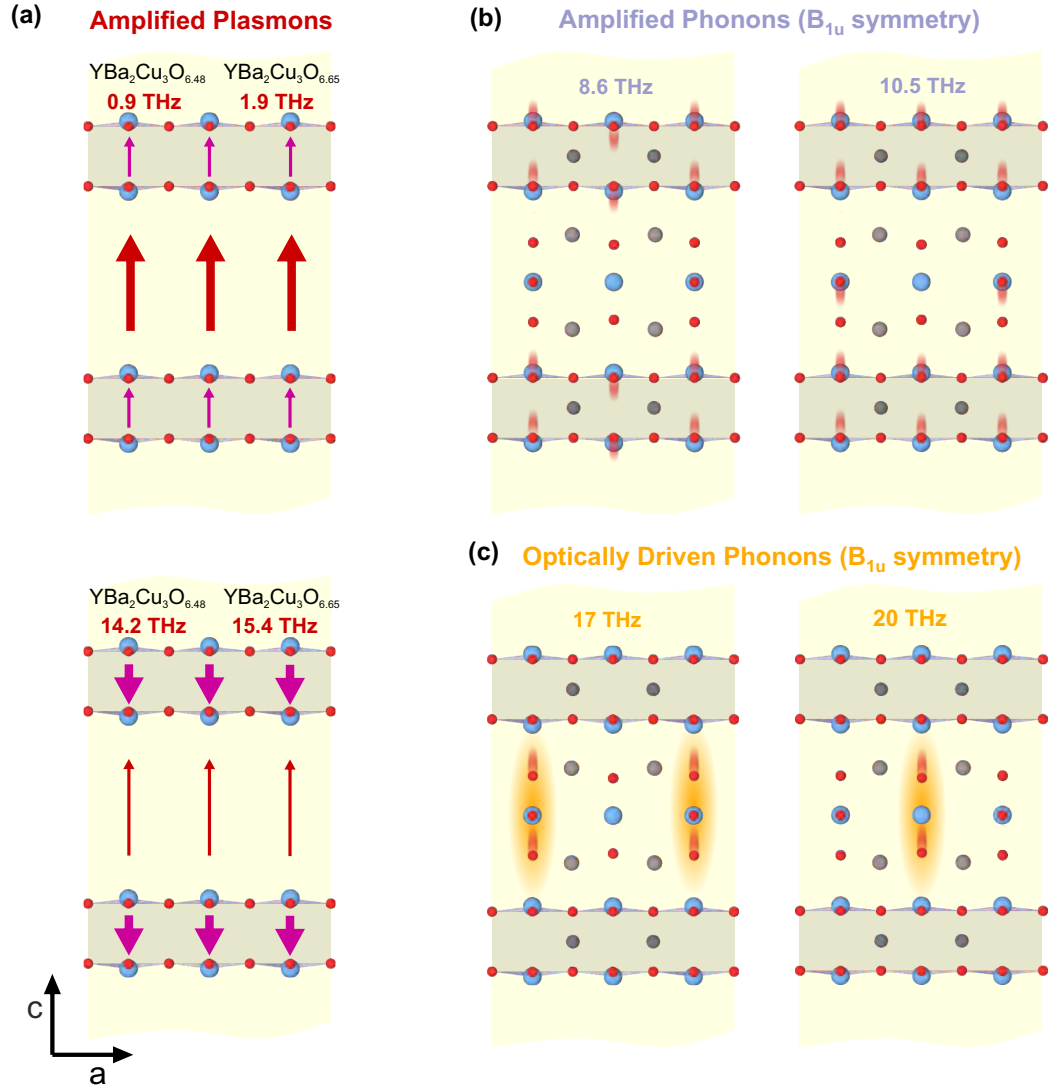 (a) Amplified Plasmons
YBa₂Cu₃O₆.₄₈ YBa₂Cu₃O₆.₆₅
0.9 THz 1.9 THz
YBa₂Cu₃O₆.₄₈ YBa₂Cu₃O₆.₆₅
14.2 THz 15.4 THz
c
a
(b) Amplified Phonons (B₁ᵤ symmetry)
8.6 THz 10.5 THz
(c) Optically Driven Phonons (B₁ᵤ symmetry)
17 THz 20 THz